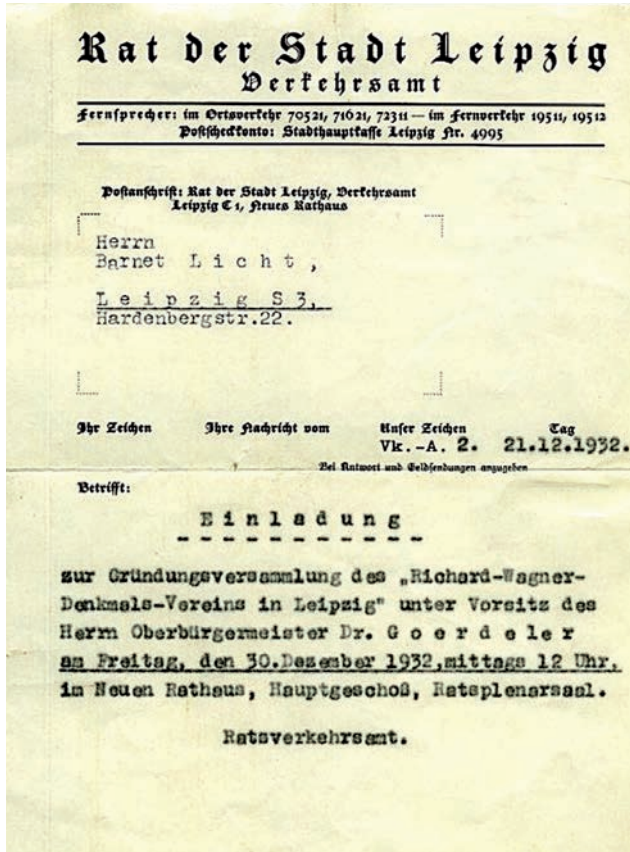 Rat der Stadt Leipzig
Verkehrsamt
Fernsprecher: im Ortsverkehr 70521, 71621, 72311 — im Fernverkehr 19511, 19512
Postscheckkonto: Stadthauptkasse Leipzig Nr. 4995
Postanschrift: Rat der Stadt Leipzig, Verkehrsamt
Leipzig C 1, Neues Rathaus
Herrn
Barnet Licht,
Leipzig S 3,
Hardenbergstr.22.
Ihr Zeichen Ihre Nachricht vom Unser Zeichen Tag
Vk.-A. 2. 21.12.1932.
Bei Antwort und Geldsendungen anzugeben
Betrifft:
Einladung
zur Gründungsversammlung des „Richard-Wagner-
Denkmals-Vereins in Leipzig" unter Vorsitz des
Herrn Oberbürgermeister Dr. Goerdeler
am Freitag, den 30.Dezember 1932,mittags 12 Uhr,
im Neuen Rathaus, Hauptgeschoß, Ratsplenarsaal.
Ratsverkehrsamt.